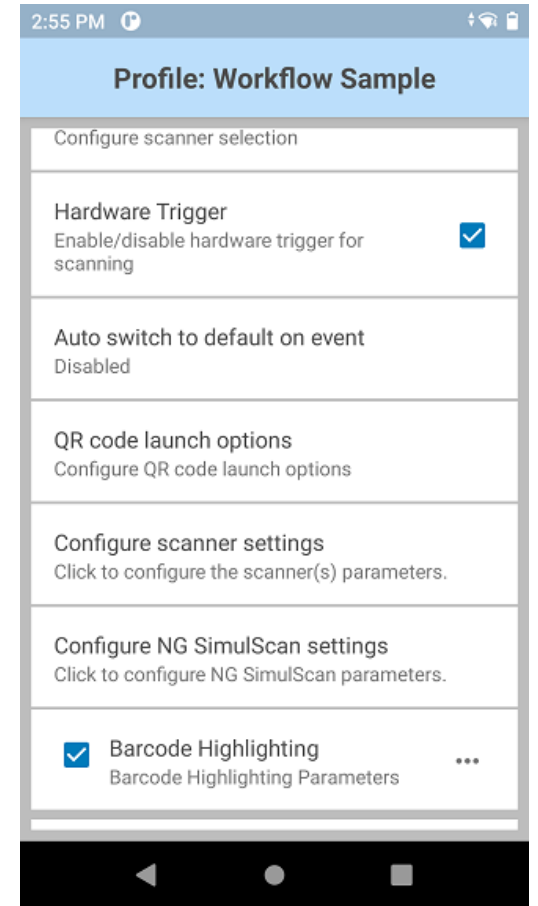 2:55 PM
Profile: Workflow Sample
Configure scanner selection
Hardware Trigger
Enable/disable hardware trigger for
scanning
Auto switch to default on event
Disabled
QR code launch options
Configure QR code launch options
Configure scanner settings
Click to configure the scanner(s) parameters.
Configure NG SimulScan settings
Click to configure NG SimulScan parameters.
Barcode Highlighting
Barcode Highlighting Parameters